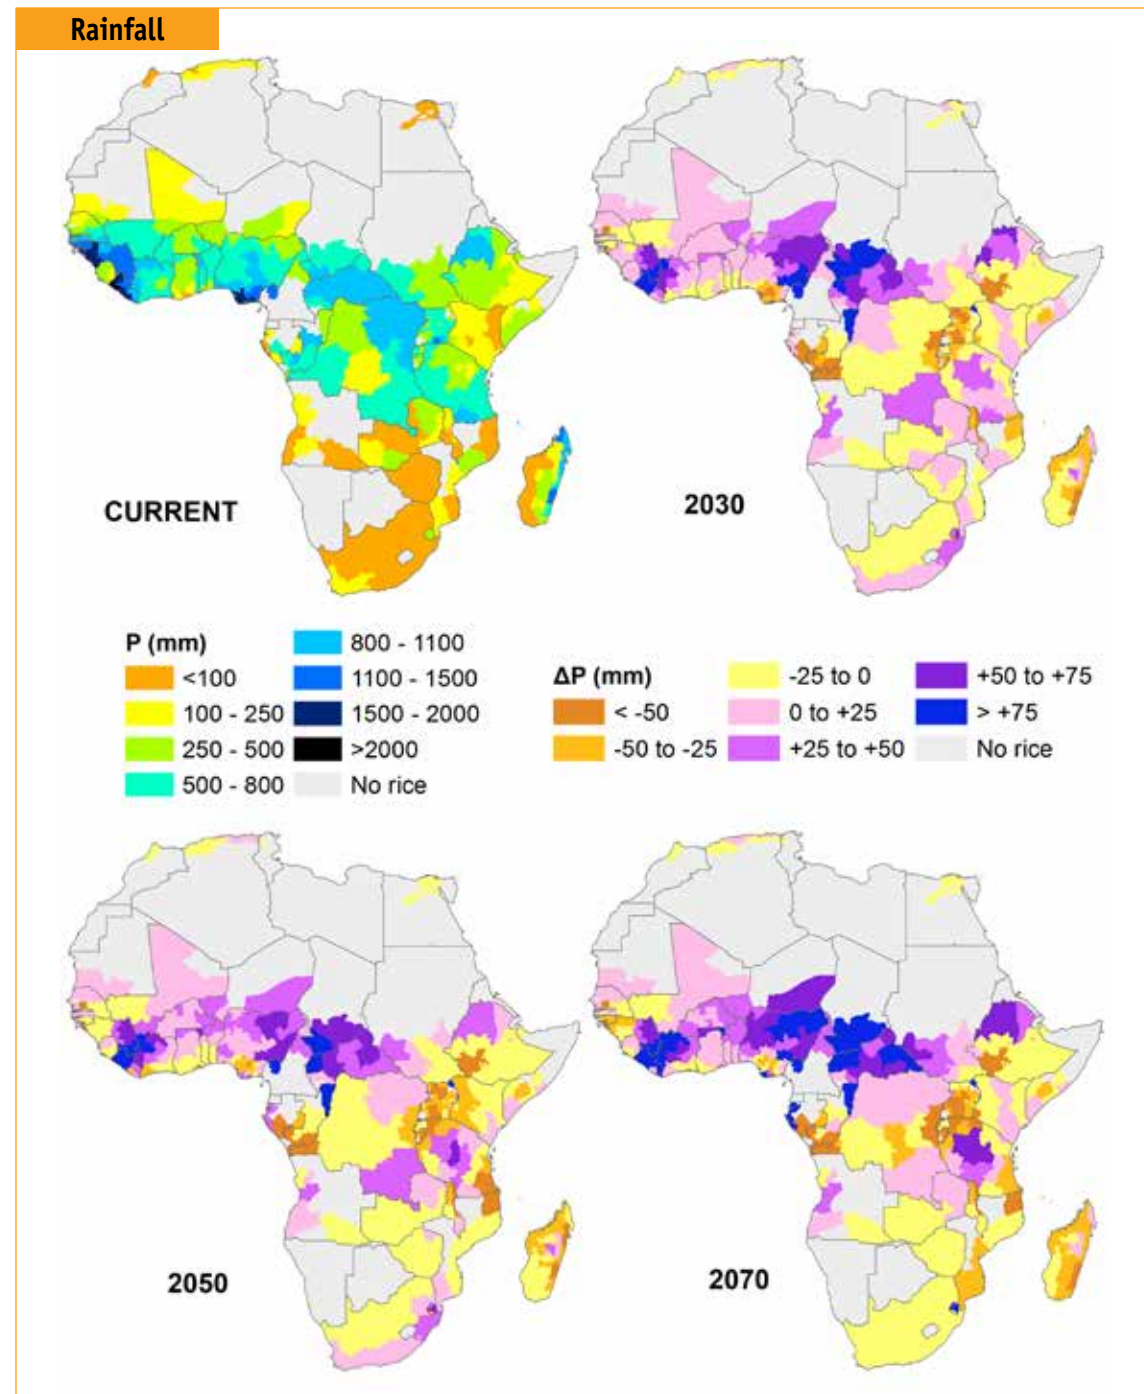 Rainfall
CURRENT
2030
P (mm)
<100
100 - 250
250 - 500
500 - 800
800 - 1100
1100 - 1500
1500 - 2000
>2000
No rice
ΔP (mm)
< -50
-50 to -25
-25 to 0
0 to +25
+25 to +50
+50 to +75
> +75
No rice
2050
2070